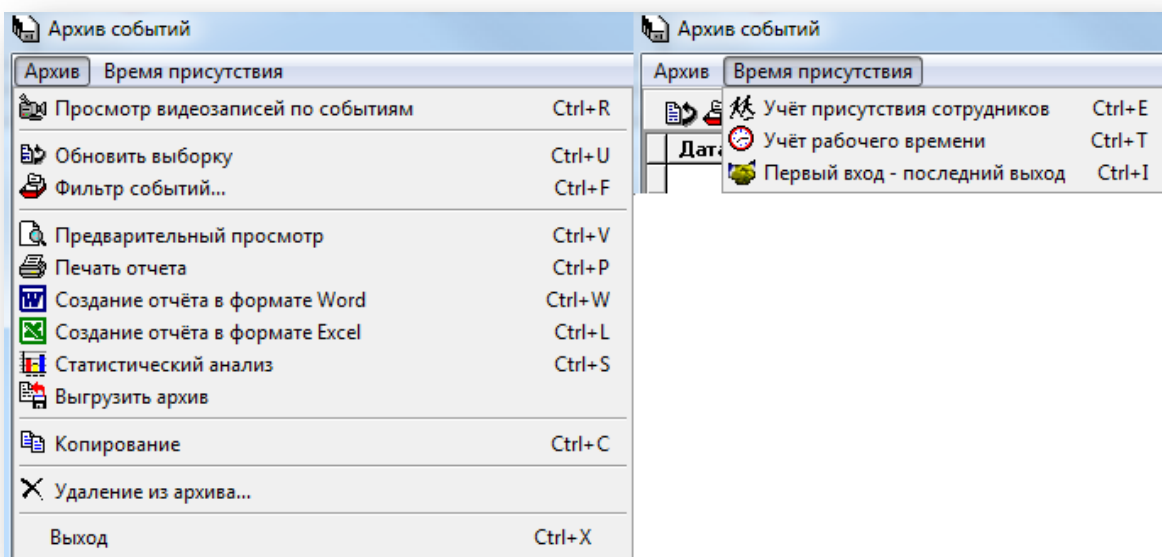 Архив событий
Архив Время присутствия
Просмотр видеозаписей по событиям Ctrl+R
Обновить выборку Ctrl+U
Фильтр событий... Ctrl+F
Предварительный просмотр Ctrl+V
Печать отчета Ctrl+P
Создание отчёта в формате Word Ctrl+W
Создание отчёта в формате Excel Ctrl+L
Статистический анализ Ctrl+S
Выгрузить архив
Копирование Ctrl+C
Удаление из архива...
Выход Ctrl+X
Архив событий
Архив Время присутствия
Учёт присутствия сотрудников Ctrl+E
Учёт рабочего времени Ctrl+T
Первый вход - последний выход Ctrl+I